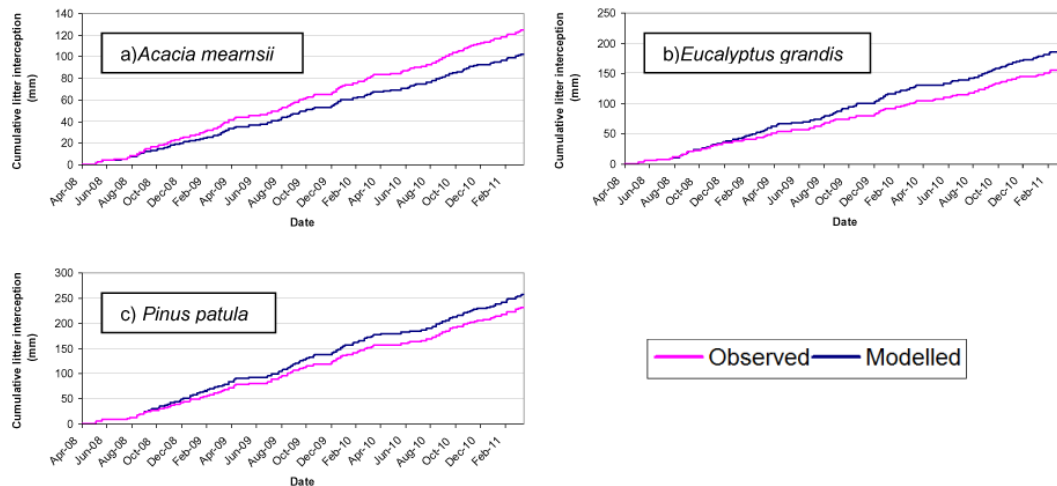 140
120
100
80
60
40
20
0
Cumulative litter interception
(mm)
a)Acacia mearnsii
Apr-08
Jun-08
Aug-08
Oct-08
Dec-08
Feb-09
Apr-09
Jun-09
Aug-09
Oct-09
Dec-09
Feb-10
Apr-10
Jun-10
Aug-10
Oct-10
Dec-10
Feb-11
Date
250
200
150
100
50
0
Cumulative litter interception
(mm)
b)Eucalyptus grandis
Apr-08
Jun-08
Aug-08
Oct-08
Dec-08
Feb-09
Apr-09
Jun-09
Aug-09
Oct-09
Dec-09
Feb-10
Apr-10
Jun-10
Aug-10
Oct-10
Dec-10
Feb-11
Date
300
250
200
150
100
50
0
Cumulative litter interception
(mm)
c) Pinus patula
Apr-08
Jun-08
Aug-08
Oct-08
Dec-08
Feb-09
Apr-09
Jun-09
Aug-09
Oct-09
Dec-09
Feb-10
Apr-10
Jun-10
Aug-10
Oct-10
Dec-10
Feb-11
Date
Observed Modelled